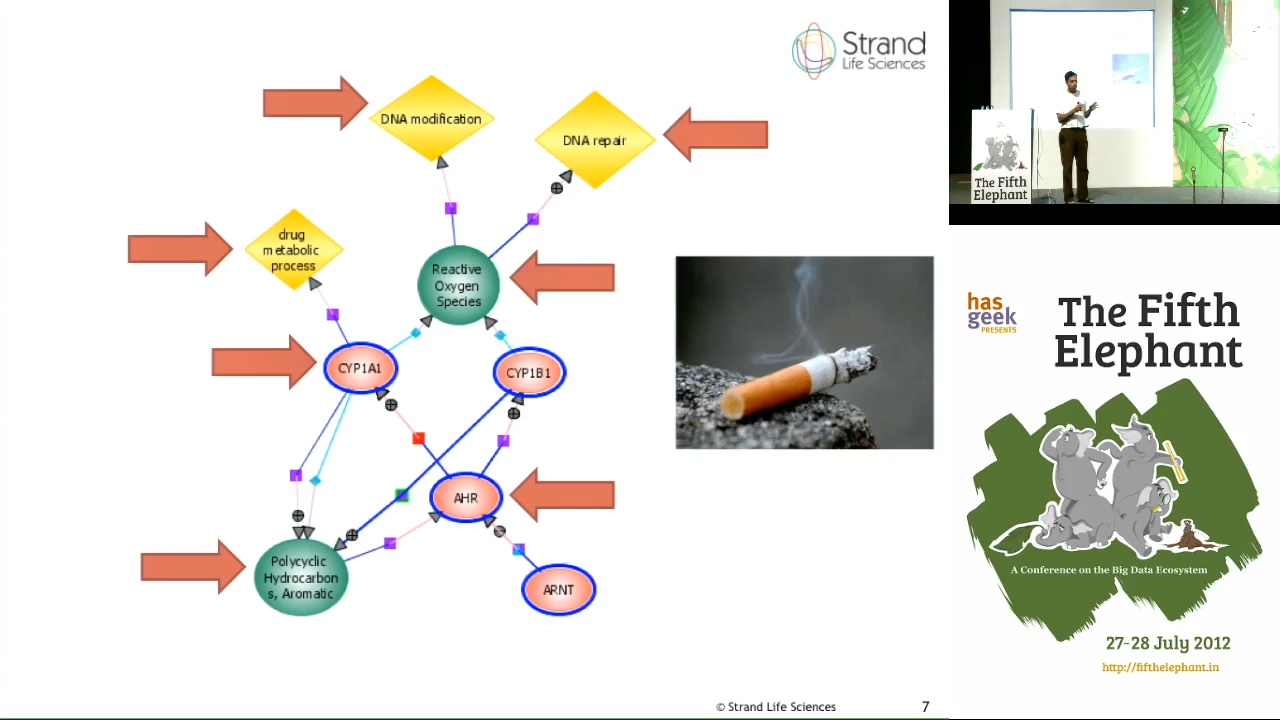 Strand
Life Sciences
DNA modification
DNA repair
drug
metabolic
process
Reactive
Oxygen
Species
CYP1A1
CYP1B1
AHR
Polycyclic
Hydrocarbon
s, Aromatic
ARNT
© Strand Life Sciences
7
The Fifth
Elephant
has
geek
PRESENTS
The Fifth
Elephant
A Conference on the Big Data Ecosystem
27-28 July 2012
http://fifthelephant.in